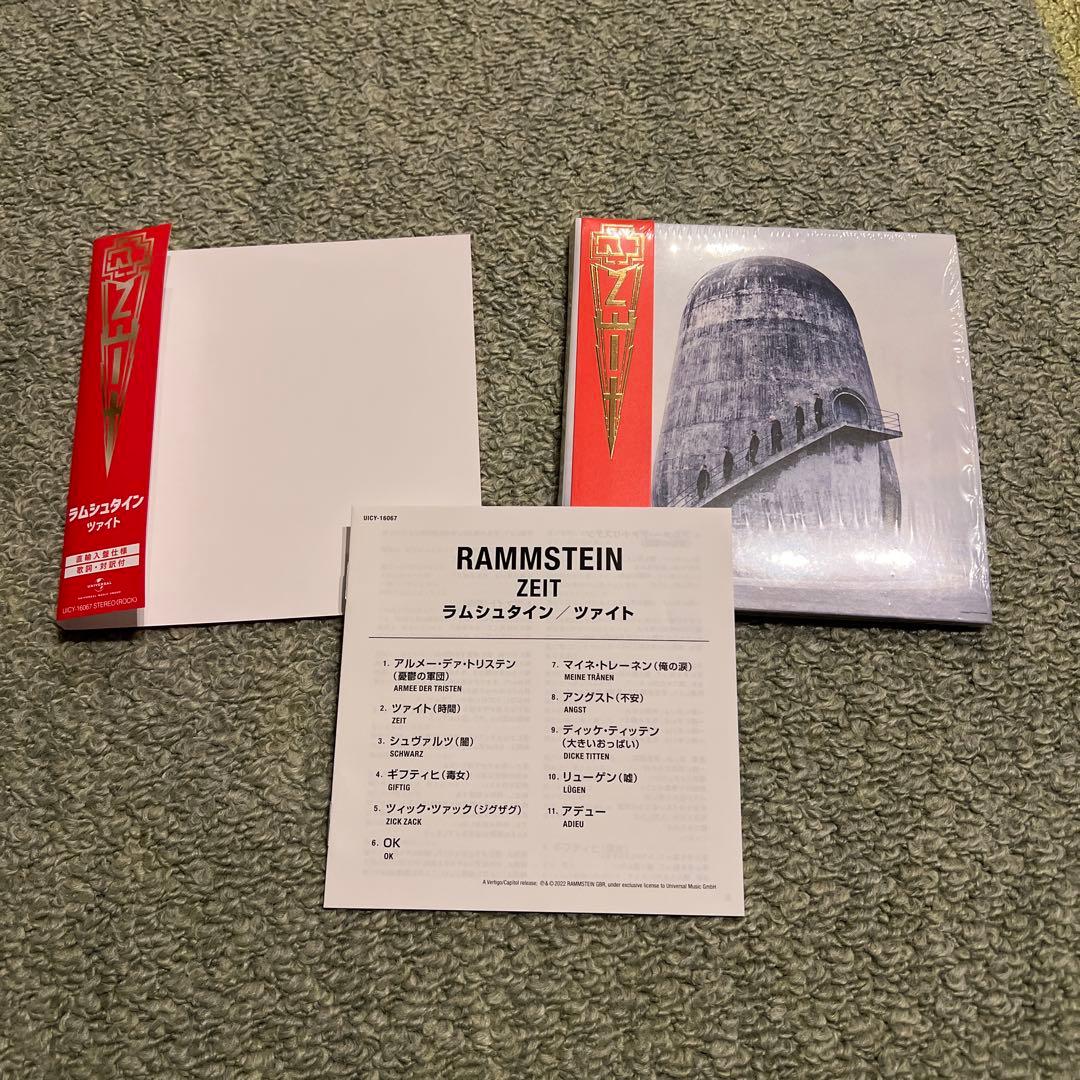 ZEIT
ラムシュタイン
ツァイト
直輸入盤仕様
歌詞・対訳付
UNIVERSAL
UNIVERSAL MUSIC GROUP
UICY-16067 STEREO (ROCK)
ZEIT
UICY-16067
RAMMSTEIN
ZEIT
ラムシュタイン/ツァイト
1. アルメー・デァ・トリステン
(憂鬱の軍団)
ARMEE DER TRISTEN
2. ツァイト(時間)
ZEIT
3. シュヴァルツ(闇)
SCHWARZ
4. ギフティヒ(毒女)
GIFTIG
5. ツィック・ツァック(ジグザグ)
ZICK ZACK
6. OK
OK
7. マイネ・トレーネン(俺の涙)
MEINE TRÄNEN
8. アングスト(不安)
ANGST
9. ディッケ・ティッテン
(大きいおっぱい)
DICKE TITTEN
10. リューゲン(嘘)
LÜGEN
11. アデュー
ADIEU
A Vertigo/Capitol release; ℗&©2022 RAMMSTEIN GBR, under exclusive license to Universal Music GmbH